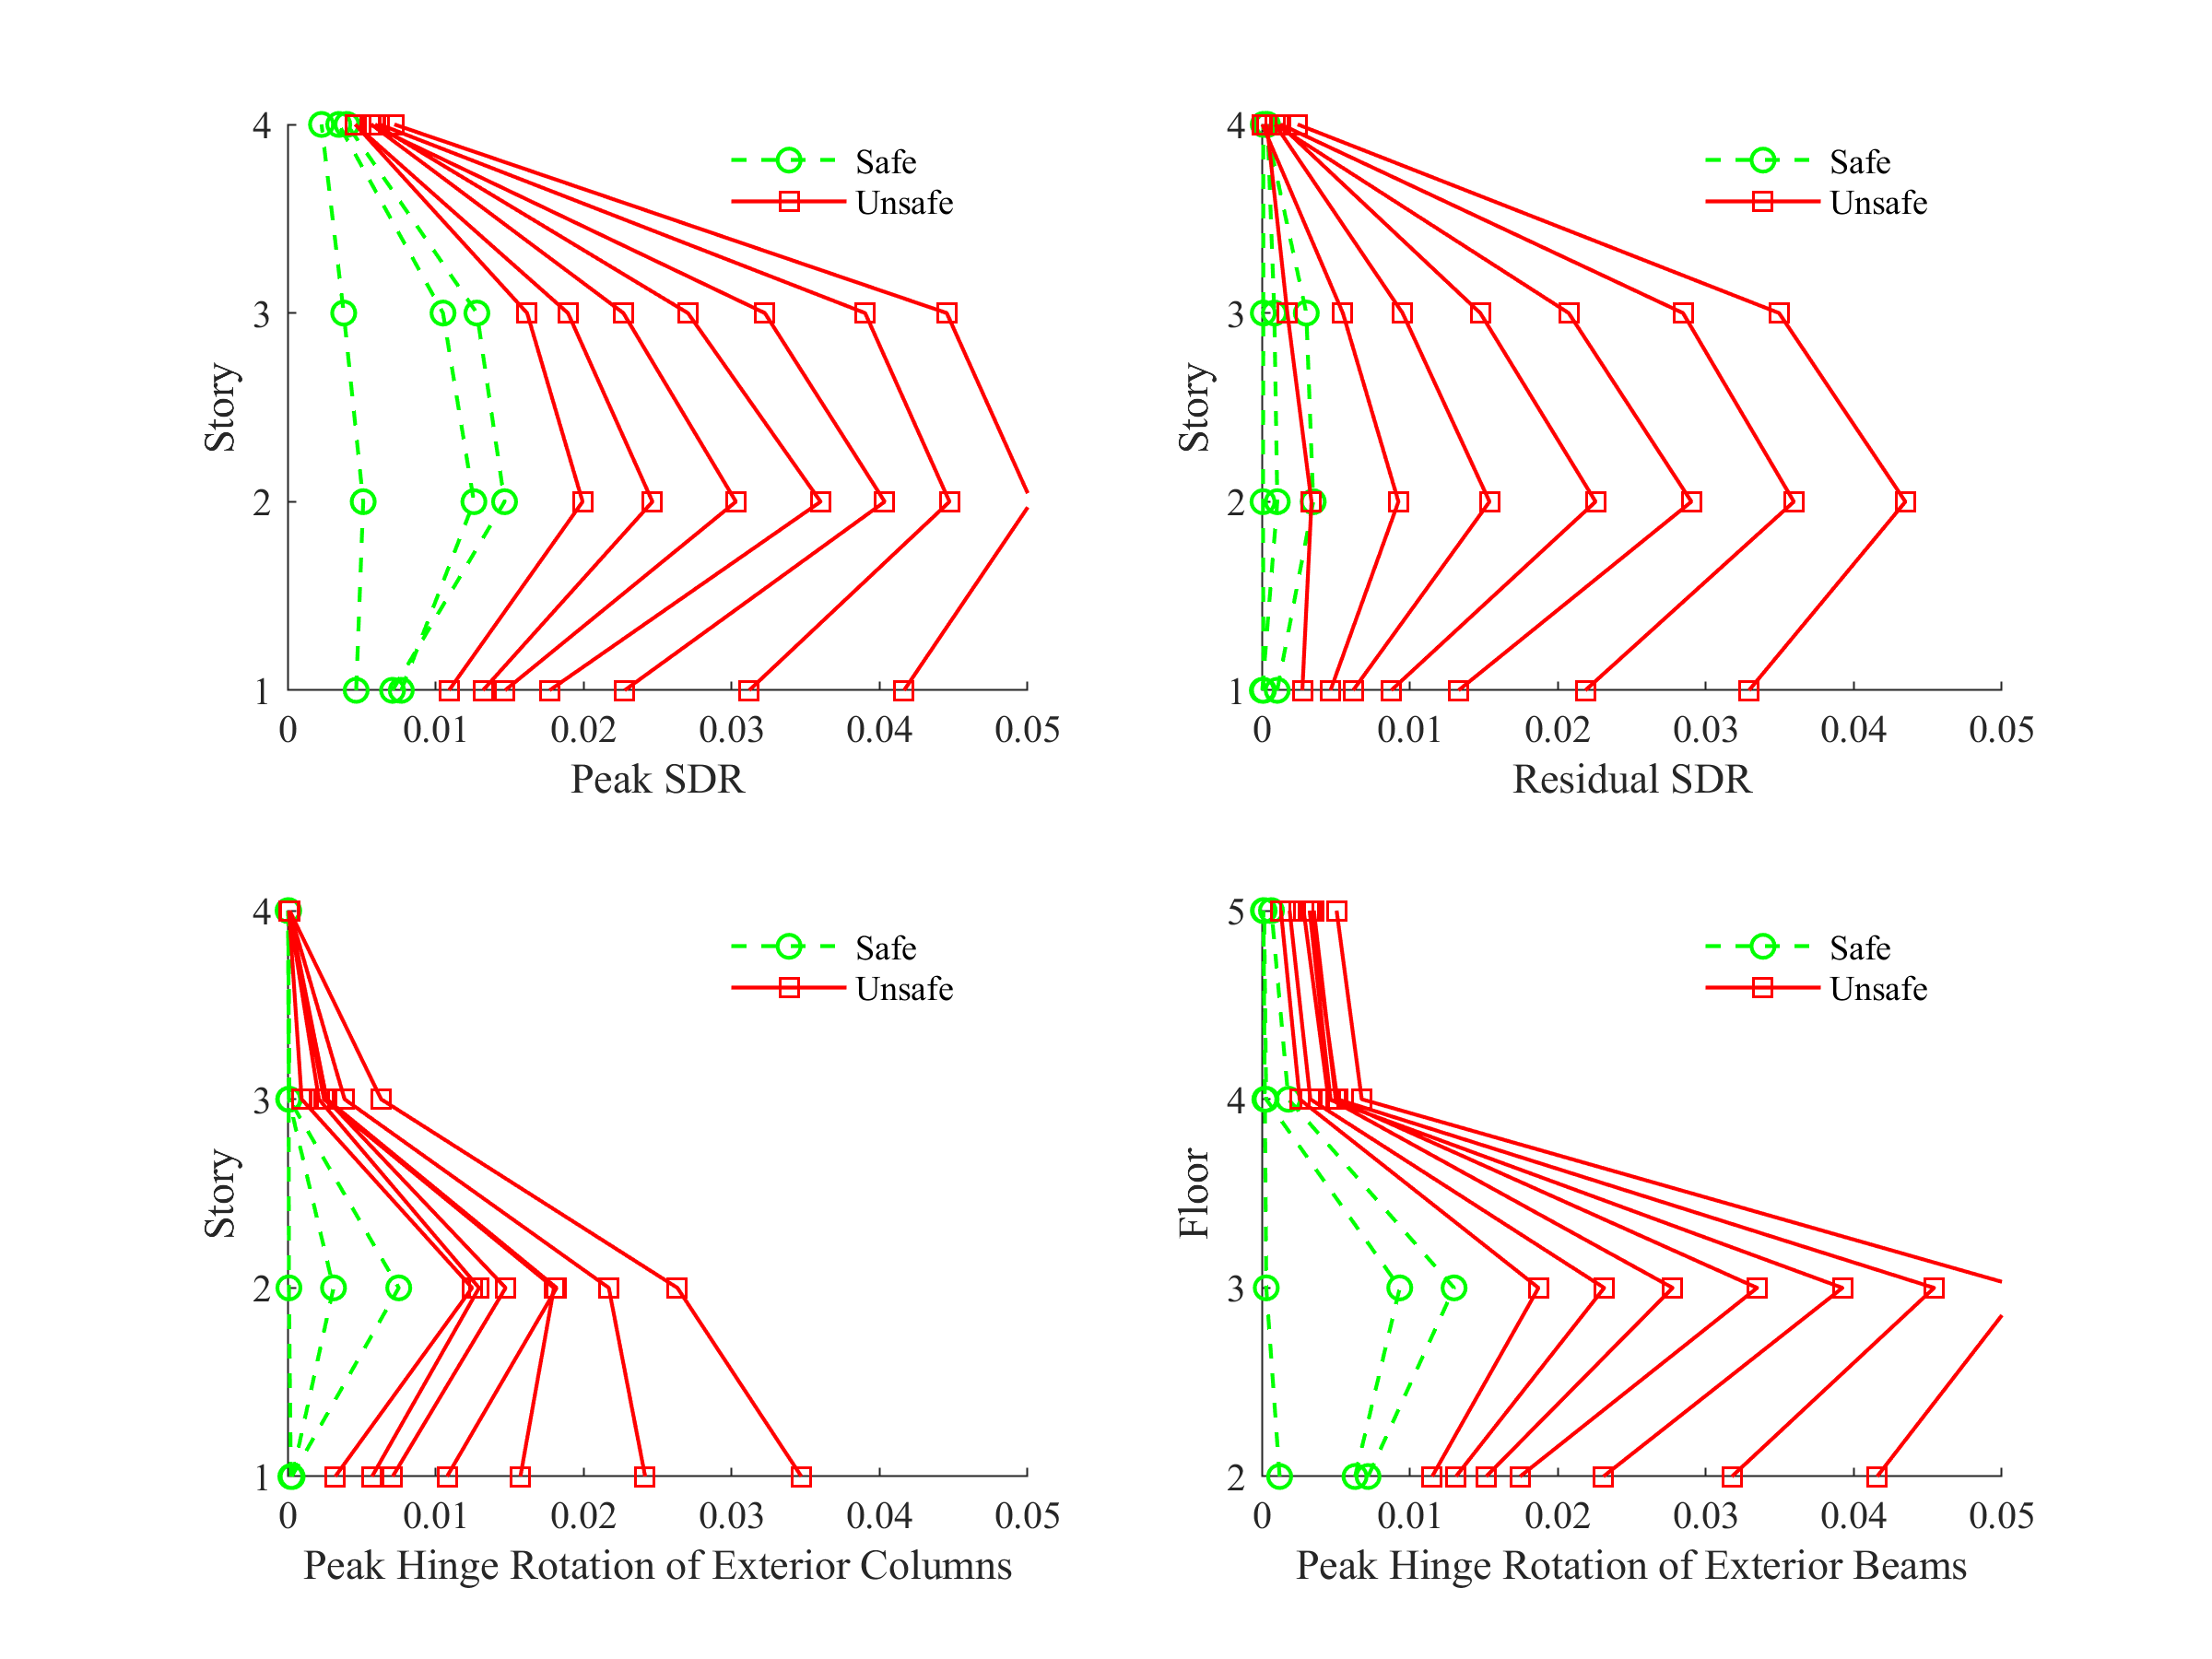 4
3
2
1
Story
0 0.01 0.02 0.03 0.04 0.05
Peak SDR
Safe
Unsafe
4
3
2
1
Story
0 0.01 0.02 0.03 0.04 0.05
Residual SDR
Safe
Unsafe
4
3
2
1
Story
0 0.01 0.02 0.03 0.04 0.05
Peak Hinge Rotation of Exterior Columns
Safe
Unsafe
5
4
3
2
Floor
0 0.01 0.02 0.03 0.04 0.05
Peak Hinge Rotation of Exterior Beams
Safe
Unsafe